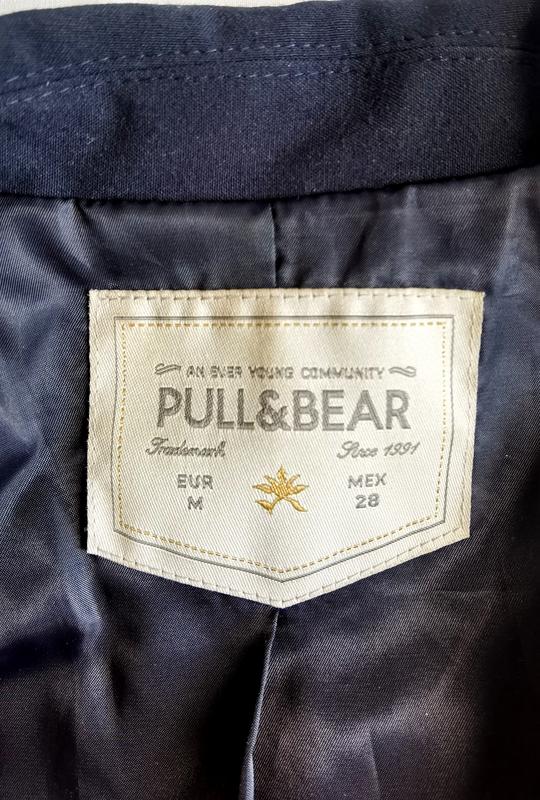 AN EVER YOUNG COMMUNITY
PULL&BEAR
Trademark Since 1991
EUR MEX
M 28